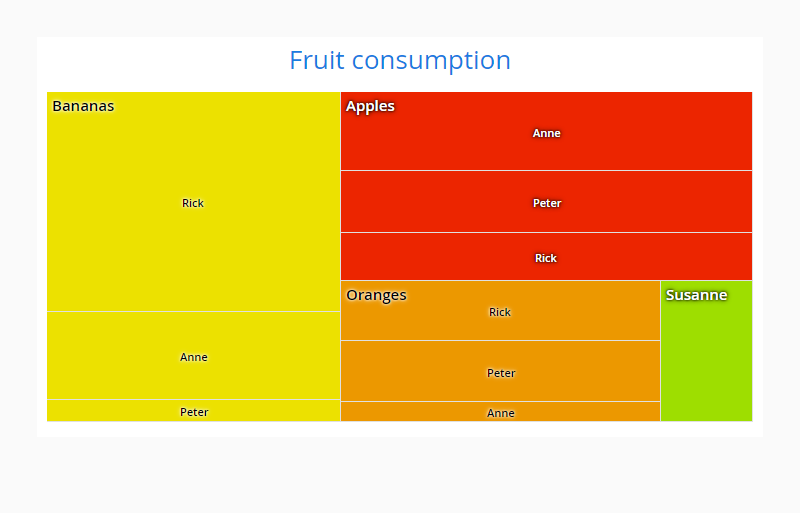 Fruit consumption
Bananas
Rick
Anne
Peter
Apples
Anne
Peter
Rick
Oranges
Rick
Peter
Anne
Susanne